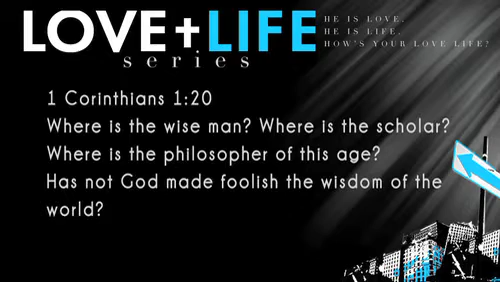 LOVE+LIFE
series
HE IS LOVE.
HE IS LIFE.
HOW'S YOUR LOVE LIFE?
1 Corinthians 1:20
Where is the wise man? Where is the scholar?
Where is the philosopher of this age?
Has not God made foolish the wisdom of the
world?